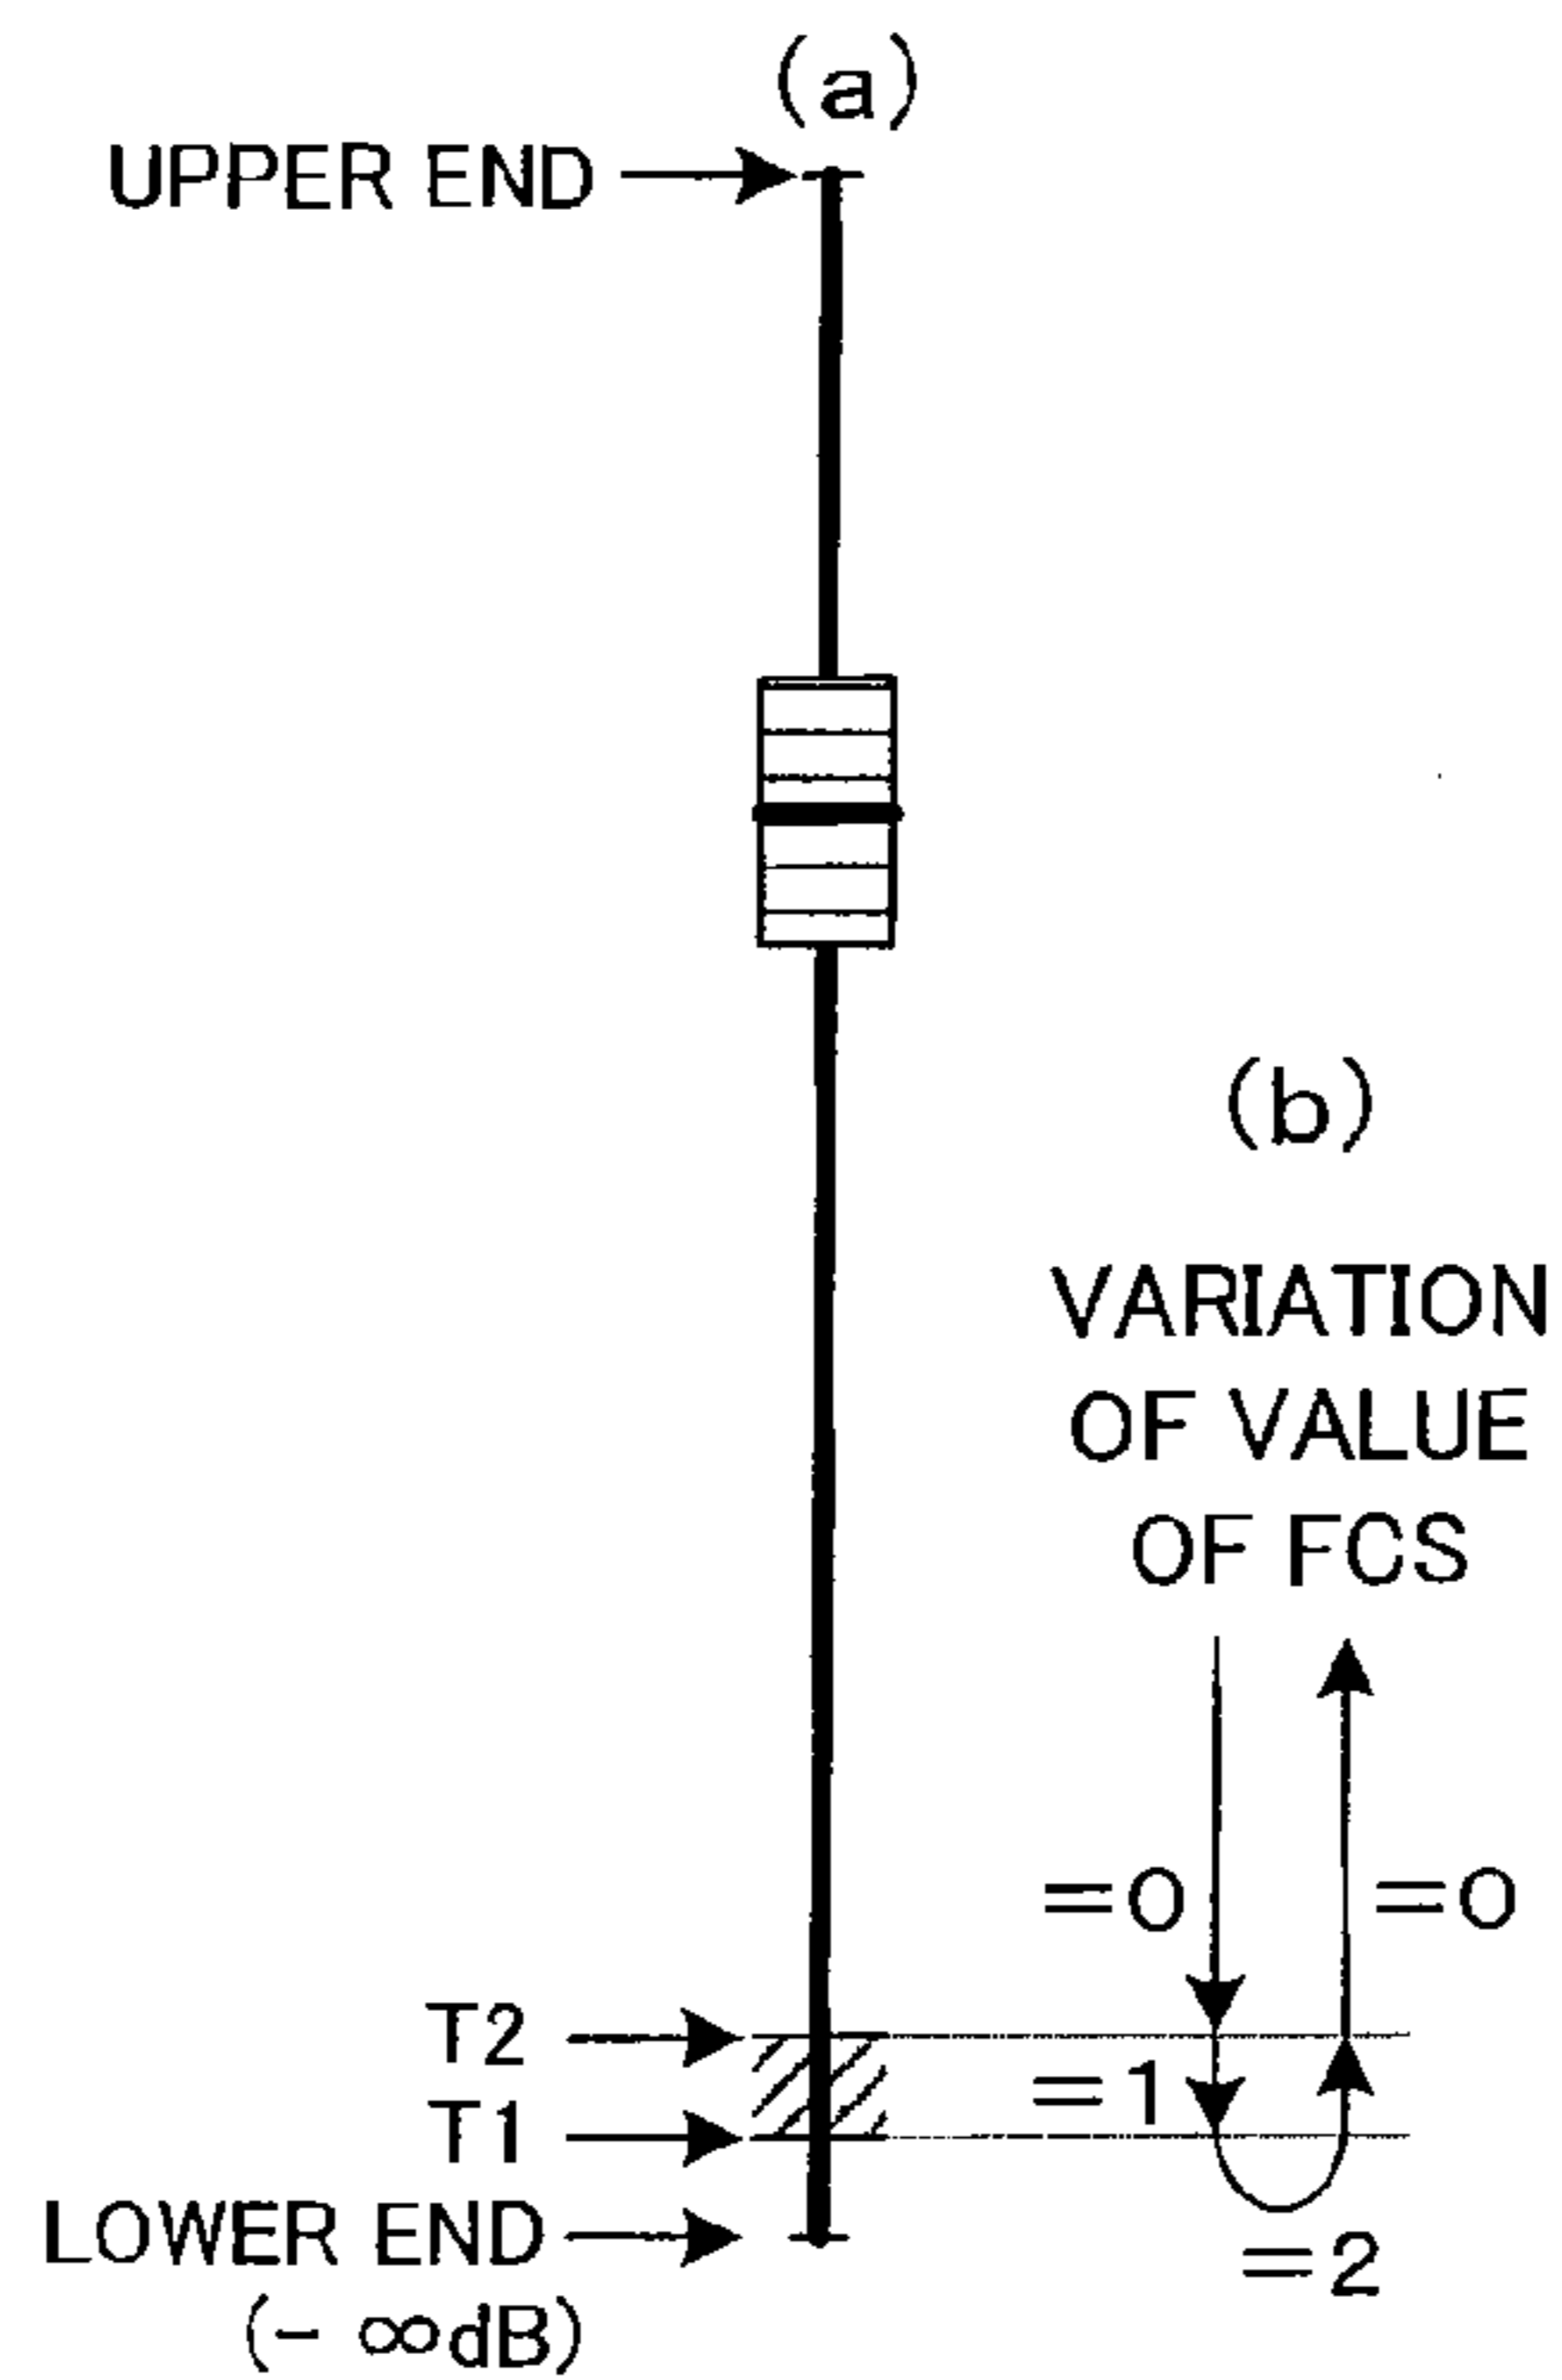 (a)
UPPER END
(b)
VARIATION
OF VALUE
OF FCS
=0 =0
T2
=1
T1
LOWER END
=2
(- ∞dB)